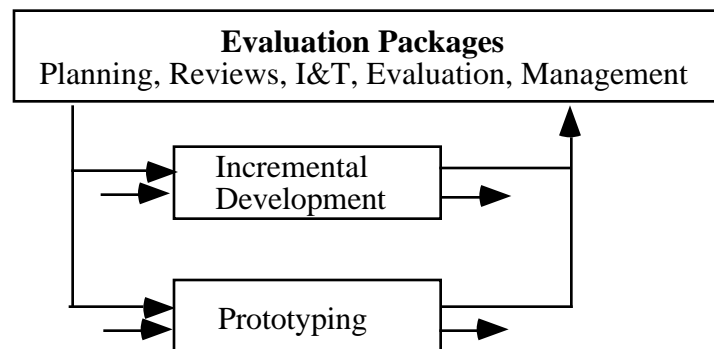 Evaluation Packages
Planning, Reviews, I&T, Evaluation, Management
Incremental
Development
Prototyping